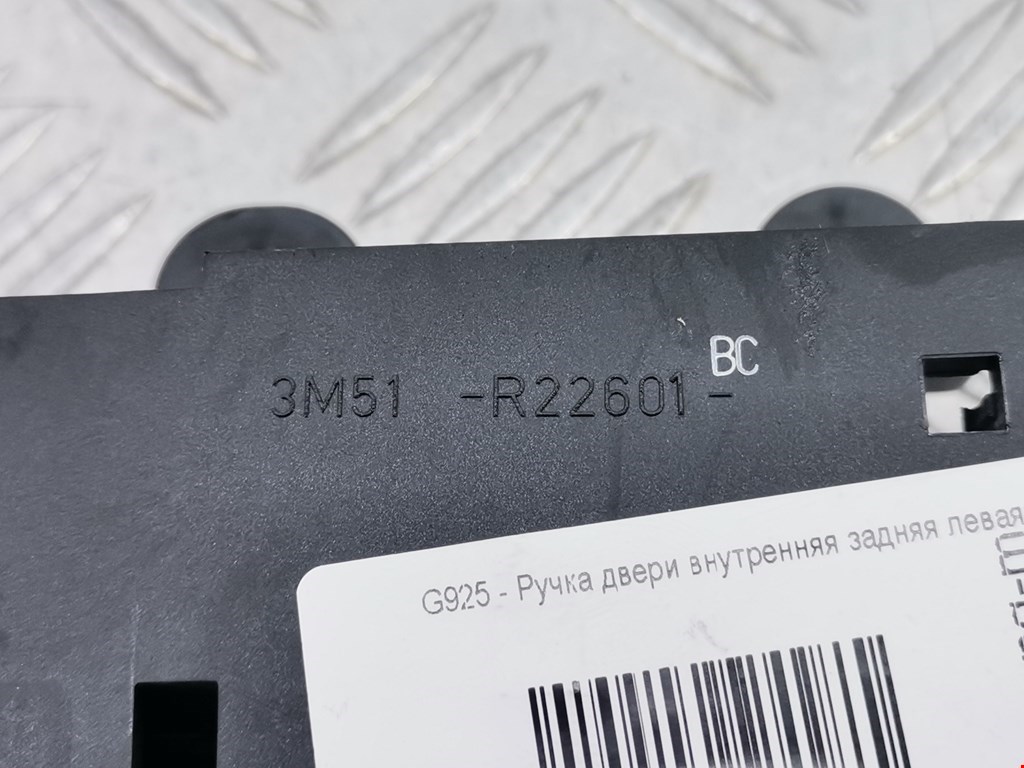 3M51 -R22601- BC
G925 - Ручка двери внутренняя задняя левая